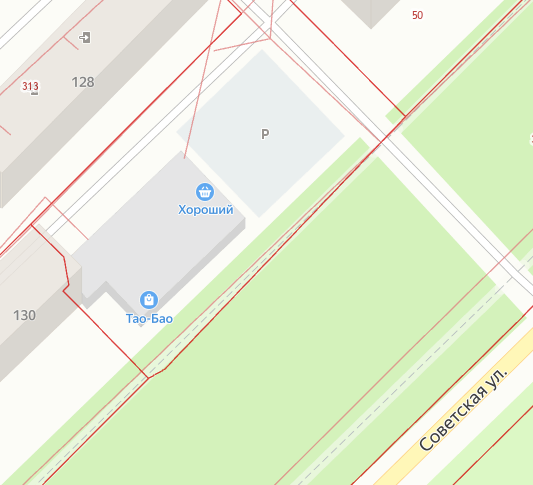 50
128
313
P
Хороший
Тао-Бао
130
Советская ул.